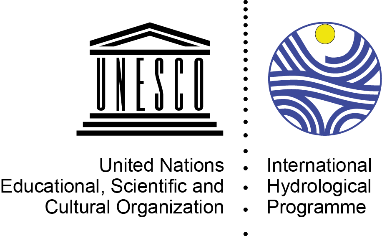 UNESCO
United Nations
Educational, Scientific and
Cultural Organization
International
Hydrological
Programme